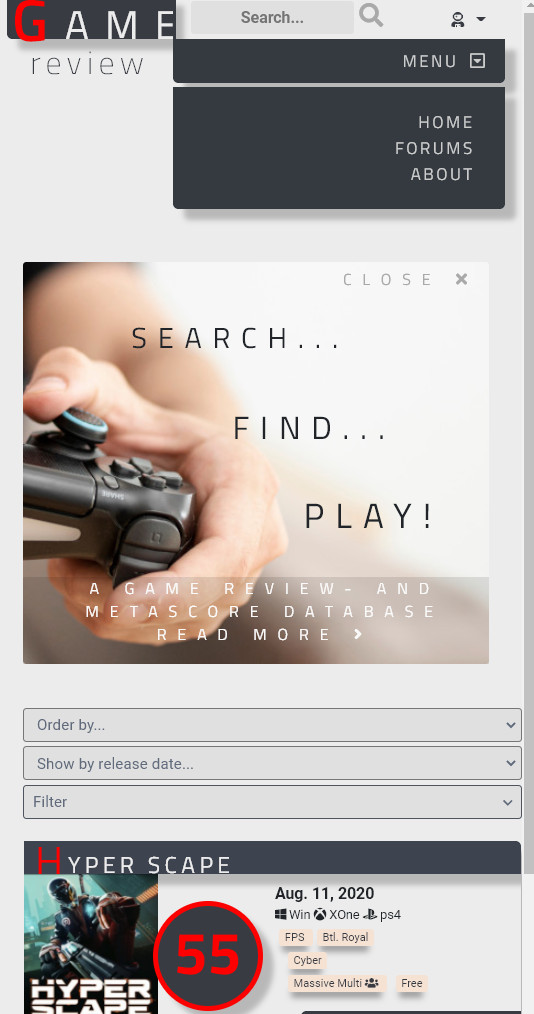 GAME
review
Search...
MENU
HOME
FORUMS
ABOUT
CLOSE
SEARCH...
FIND...
PLAY!
SHARE
A GAME REVIEW- AND
METASCORE DATABASE
READ MORE
Order by...
Show by release date...
Filter
HYPER SCAPE
Aug. 11, 2020
Win XOne ps4
55
FPS Btl. Royal
Cyber
Massive Multi Free
HYPER
SCAPE